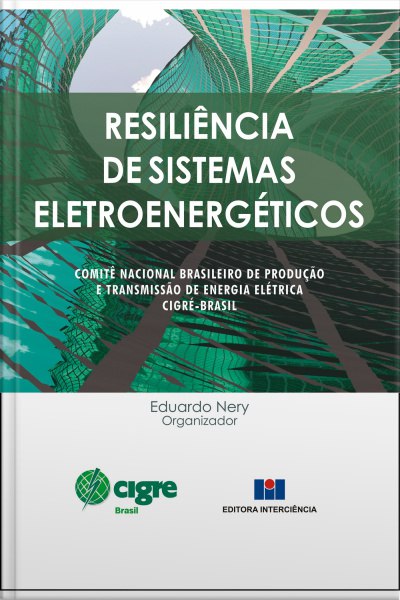 RESILIÊNCIA
DE SISTEMAS
ELETROENERGÉTICOS
COMITÊ NACIONAL BRASILEIRO DE PRODUÇÃO
E TRANSMISSÃO DE ENERGIA ELÉTRICA
CIGRÉ-BRASIL
Eduardo Nery
Organizador
cigre
Brasil
EDITORA INTERCIÊNCIA